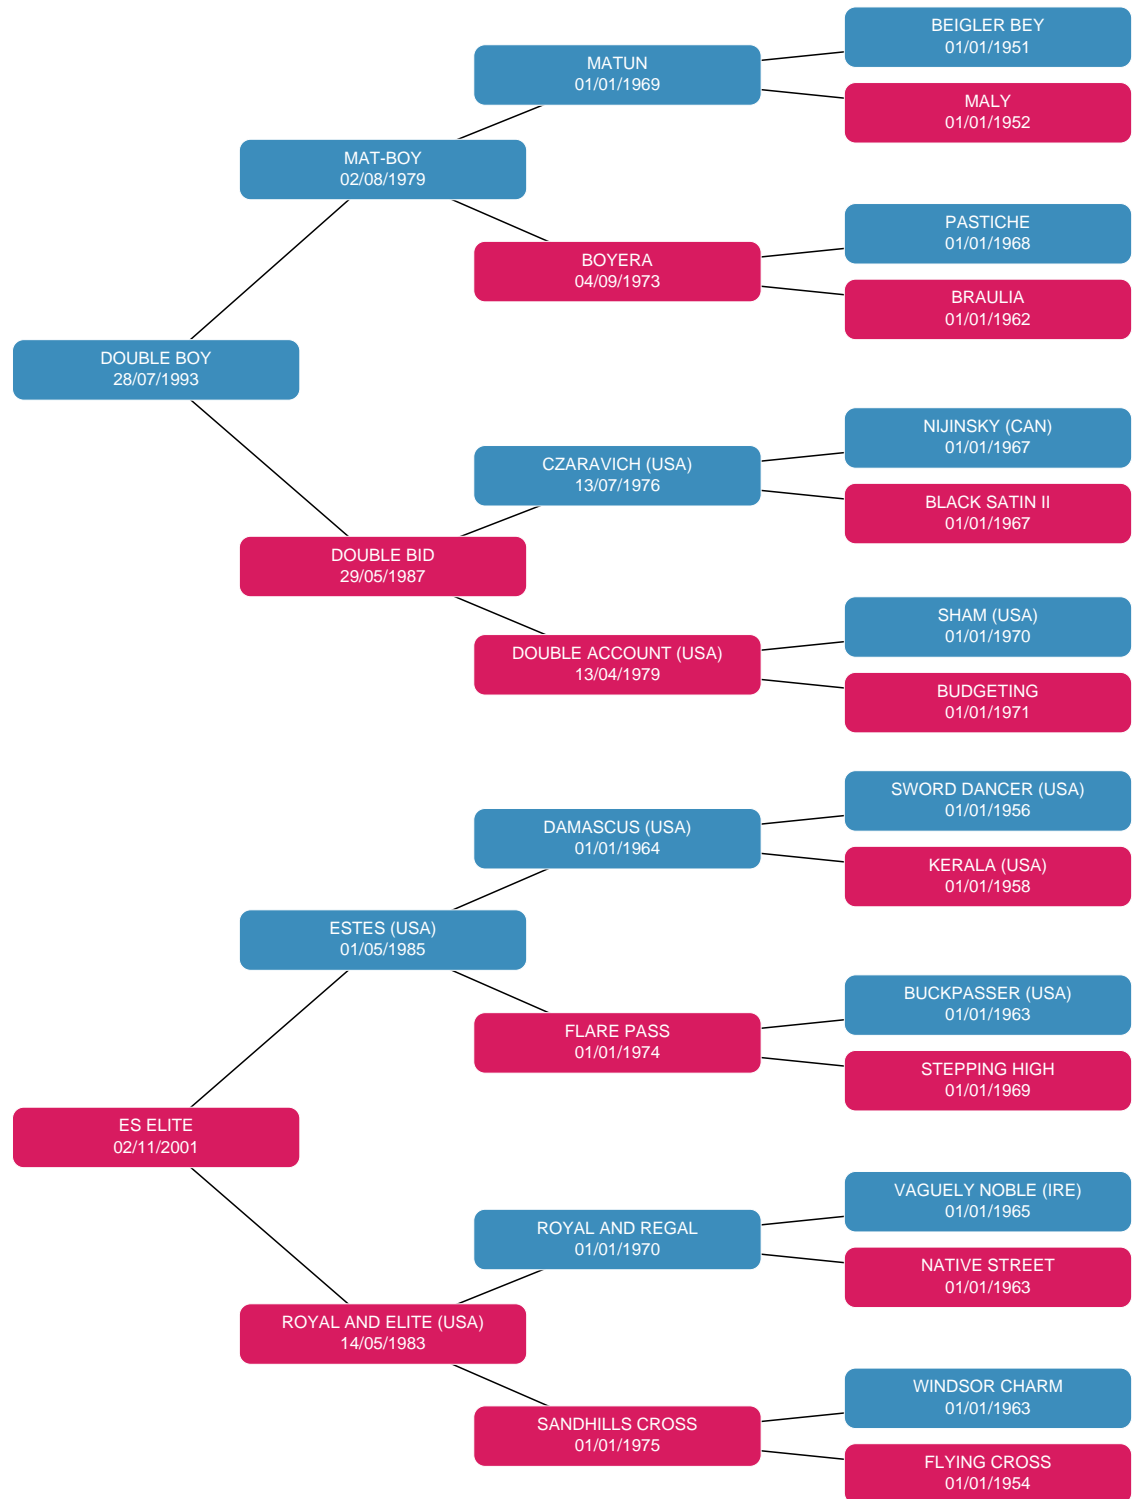 BEIGLER BEY
01/01/1951
MATUN
01/01/1969
MALY
01/01/1952
MAT-BOY
02/08/1979
PASTICHE
01/01/1968
BOYERA
04/09/1973
BRAULIA
01/01/1962
DOUBLE BOY
28/07/1993
NIJINSKY (CAN)
01/01/1967
CZARAVICH (USA)
13/07/1976
BLACK SATIN II
01/01/1967
DOUBLE BID
29/05/1987
SHAM (USA)
01/01/1970
DOUBLE ACCOUNT (USA)
13/04/1979
BUDGETING
01/01/1971
SWORD DANCER (USA)
01/01/1956
DAMASCUS (USA)
01/01/1964
KERALA (USA)
01/01/1958
ESTES (USA)
01/05/1985
BUCKPASSER (USA)
01/01/1963
FLARE PASS
01/01/1974
STEPPING HIGH
01/01/1969
ES ELITE
02/11/2001
VAGUELY NOBLE (IRE)
01/01/1965
ROYAL AND REGAL
01/01/1970
NATIVE STREET
01/01/1963
ROYAL AND ELITE (USA)
14/05/1983
WINDSOR CHARM
01/01/1963
SANDHILLS CROSS
01/01/1975
FLYING CROSS
01/01/1954